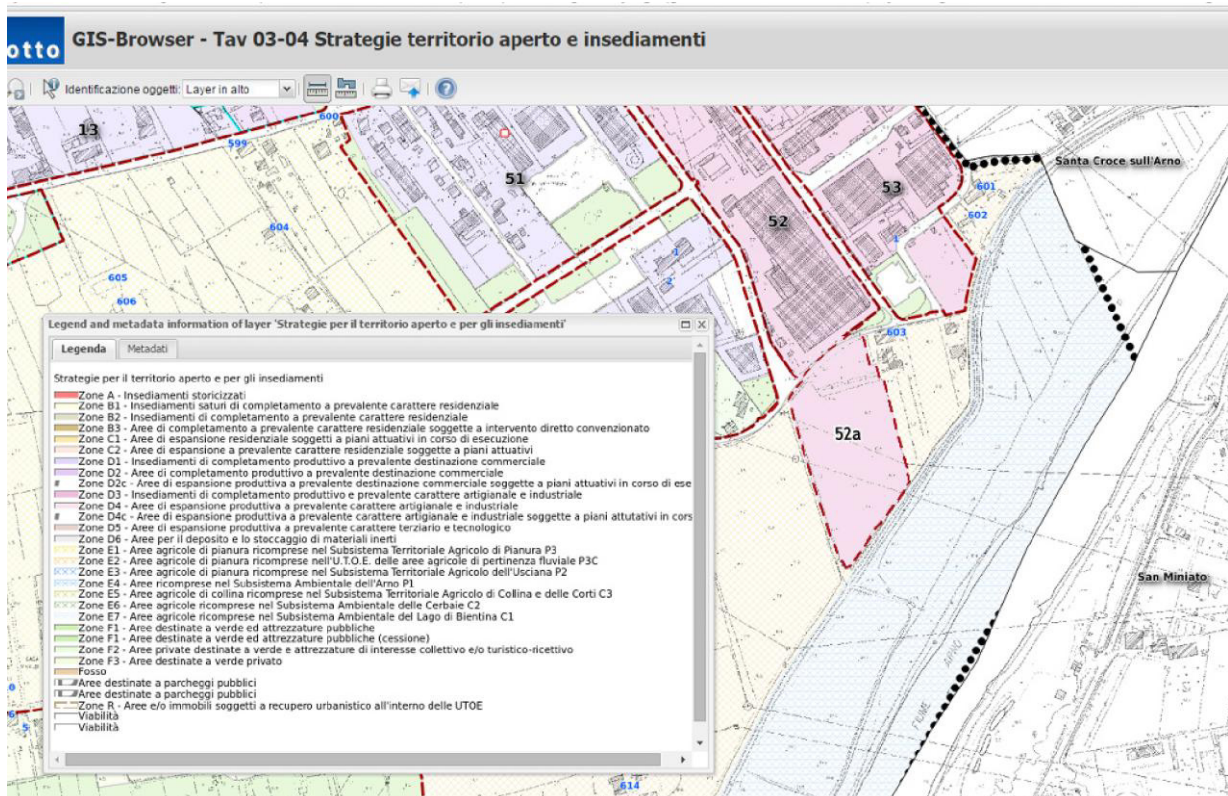 otto
GIS-Browser - Tav 03-04 Strategie territorio aperto e insediamenti
Identificazione oggetti: Layer in alto
13
600
599
51
52
53
Santa Croce sull'Arno
601
602
604
1
1
2
605
606
603
52a
San Miniato
Legend and metadata information of layer 'Strategie per il territorio aperto e per gli insediamenti'
Legenda
Metadati
Strategie per il territorio aperto e per gli insediamenti
Zone A - Insediamenti storicizzati
Zone B1 - Insediamenti saturi di completamento a prevalente carattere residenziale
Zone B2 - Insediamenti di completamento a prevalente carattere residenziale
Zone B3 - Aree di completamento a prevalente carattere residenziale soggette a intervento diretto convenzionato
Zone C1 - Aree di espansione residenziale soggetti a piani attuativi in corso di esecuzione
Zone C2 - Aree di espansione a prevalente carattere residenziale soggette a piani attuativi
Zone D1 - Insediamenti di completamento produttivo a prevalente destinazione commerciale
Zone D2 - Aree di completamento produttivo a prevalente destinazione commerciale
Zone D2c - Aree di espansione produttiva a prevalente destinazione commerciale soggette a piani attuativi in corso di ese
Zone D3 - Insediamenti di completamento produttivo e prevalente carattere artigianale e industriale
Zone D4 - Aree di espansione produttiva a prevalente carattere artigianale e industriale
Zone D4c - Aree di espansione produttiva a prevalente carattere artigianale e industriale soggette a piani attutativi in cors
Zone D5 - Aree di espansione produttiva a prevalente carattere terziario e tecnologico
Zone D6 - Aree per il deposito e lo stoccaggio di materiali inerti
Zone E1 - Aree agricole di pianura ricomprese nel Subsistema Territoriale Agricolo di Pianura P3
Zone E2 - Aree agricole di pianura ricomprese nell'U.T.O.E. delle aree agricole di pertinenza fluviale P3C
Zone E3 - Aree agricole di pianura ricomprese nel Subsistema Territoriale Agricolo dell'Usciana P2
Zone E4 - Aree ricomprese nel Subsistema Ambientale dell'Arno P1
Zone E5 - Aree agricole di collina ricomprese nel Subsistema Territoriale Agricolo di Collina e delle Corti C3
Zone E6 - Aree agricole ricomprese nel Subsistema Ambientale delle Cerbaie C2
Zone E7 - Aree agricole ricomprese nel Subsistema Ambientale del Lago di Bientina C1
Zone F1 - Aree destinate a verde ed attrezzature pubbliche
Zone F1 - Aree destinate a verde ed attrezzature pubbliche (cessione)
Zone F2 - Aree private destinate a verde e attrezzature di interesse collettivo e/o turistico-ricettivo
Zone F3 - Aree destinate a verde privato
Fosso
Aree destinate a parcheggi pubblici
Aree destinate a parcheggi pubblici
Zone R - Aree e/o immobili soggetti a recupero urbanistico all'interno delle UTOE
Viabilità
Viabilità
5
FIUME ARNO
614